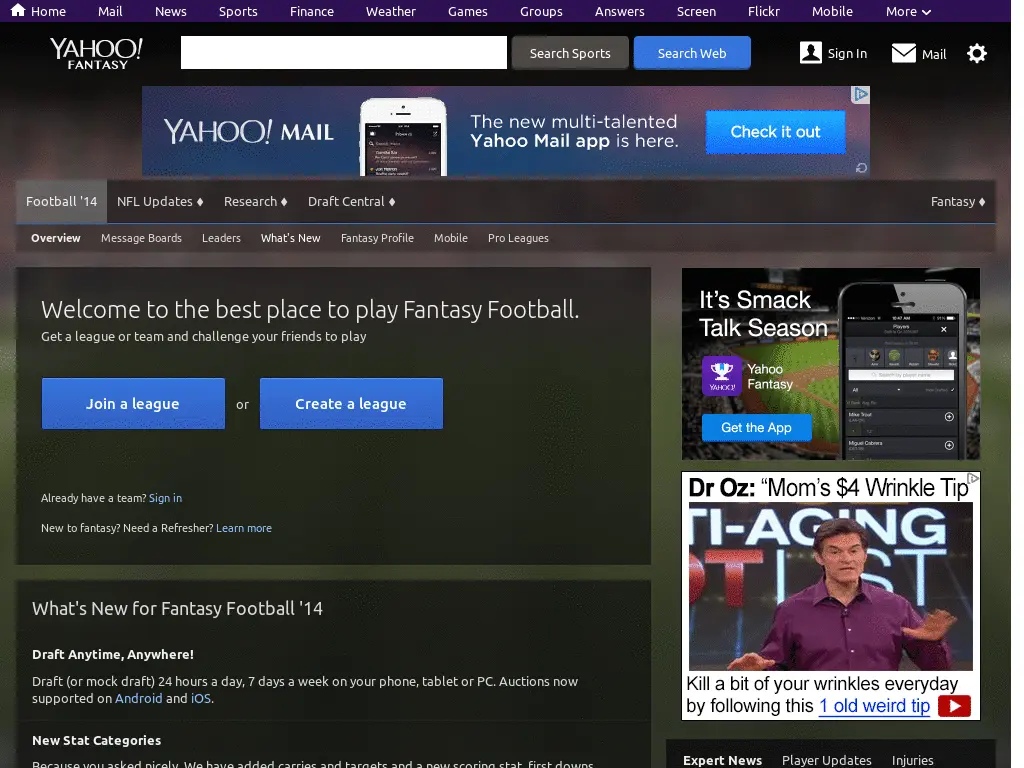 Home Mail News Sports Finance Weather Games Groups Answers Screen Flickr Mobile More
YAHOO! FANTASY
Search Sports Search Web Sign In Mail
YAHOO! MAIL
The new multi-talented
Yahoo Mail app is here.
Check it out
Football '14 NFL Updates Research Draft Central Fantasy
Overview Message Boards Leaders What's New Fantasy Profile Mobile Pro Leagues
Welcome to the best place to play Fantasy Football.
Get a league or team and challenge your friends to play
Join a league or Create a league
Already have a team? Sign in
New to fantasy? Need a Refresher? Learn more
It's Smack
Talk Season
YAHOO!
Yahoo
Fantasy
Get the App
Players
All
Mike Trout
Miguel Cabrera
Dr Oz: “Mom's $4 Wrinkle Tip
TI-AGING
OT LIST
Kill a bit of your wrinkles everyday
by following this 1 old weird tip
What's New for Fantasy Football '14
Draft Anytime, Anywhere!
Draft (or mock draft) 24 hours a day, 7 days a week on your phone, tablet or PC. Auctions now
supported on Android and iOS.
New Stat Categories
Because you asked nicely. We have added carries and targets and a new scoring stat, first downs
Expert News Player Updates Injuries